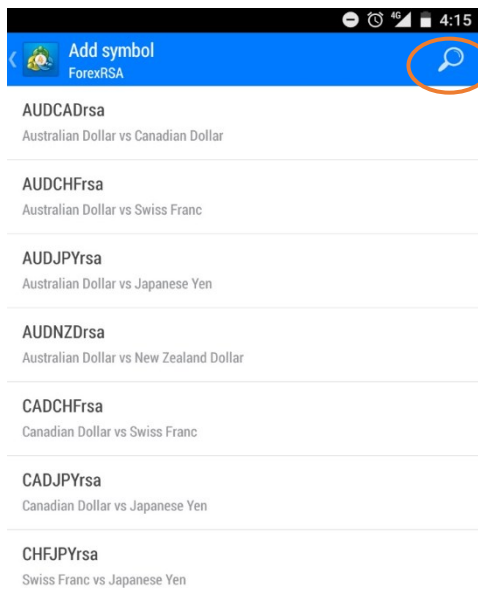 4G 4:15
Add symbol
ForexRSA
AUDCADrsa
Australian Dollar vs Canadian Dollar
AUDCHFrsa
Australian Dollar vs Swiss Franc
AUDJPYrsa
Australian Dollar vs Japanese Yen
AUDNZDrsa
Australian Dollar vs New Zealand Dollar
CADCHFrsa
Canadian Dollar vs Swiss Franc
CADJPYrsa
Canadian Dollar vs Japanese Yen
CHFJPYrsa
Swiss Franc vs Japanese Yen